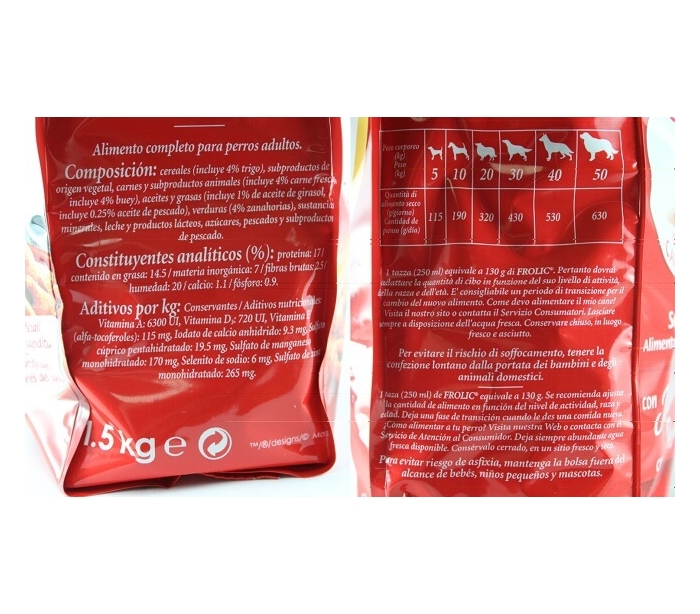 Alimento completo para perros adultos.
Composición: cereales (incluye 4% trigo), subproductos de
origen vegetal, carnes y subproductos animales (incluye 4% carne fresca,
incluye 4% buey), aceites y grasas (incluye 1% de aceite de girasol,
incluye 0.25% aceite de pescado), verduras (4% zanahorias), sustancias
minerales, leche y productos lácteos, azúcares, pescados y subproductos
de pescado.
Constituyentes analíticos (%): proteína: 17/
contenido en grasa: 14.5 / materia inorgánica: 7 / fibras brutas: 2.5/
humedad: 20 / calcio: 1.1 / fósforo: 0.9.
Aditivos por kg: Conservantes / Aditivos nutricionales
Vitamina A: 6300 UI, Vitamina D3: 720 UI, Vitamina
(alfa-tocoferoles): 115 mg, Iodato de calcio anhidrido: 9.3 mg, Sulfato
cúprico pentahidratado: 19.5 mg, Sulfato de manganeso
monohidratado: 170 mg, Selenito de sodio: 6 mg, Sulfato de
monohidratado: 265 mg.
1.5 kg e
™/®/designs/©
Peso corporeo
(kg)
Peso
(kg)
5 10 20 30 40 50
Quantità di
alimento secco
(g/giorno)
Cantidad de
pienso (g/día)
115 190 320 430 530 630
1 tazza (250 ml) equivale a 130 g di FROLIC®. Pertanto dovrai
adattare la quantità di cibo in funzione del suo livello di attività,
della razza e dell'età. E' consigliabile un periodo di transizione per il
cambio del nuovo alimento. Come devo alimentare il mio cane?
Visita il nostro sito o contatta il Servizio Consumatori. Lasciare
sempre a disposizione dell'acqua fresca. Conservare chiuso, in luogo
fresco e asciutto.
Per evitare il rischio di soffocamento, tenere la
confezione lontano dalla portata dei bambini e degli
animali domestici.
1 taza (250 ml) de FROLIC® equivale a 130 g. Se recomienda ajustar
la cantidad de alimento en función del nivel de actividad, raza y
edad. Deja una fase de transición cuando le des una comida nueva.
¿Como alimentar a tu perro? Visita nuestra Web o contacta con el
Servicio de Atención al Consumidor. Deja siempre abundante agua
fresca disponible. Consérvalo cerrado, en un sitio fresco y seco.
Para evitar riesgo de asfixia, mantenga la bolsa fuera del
alcance de bebés, niños pequeños y mascotas.
Alimenta
con